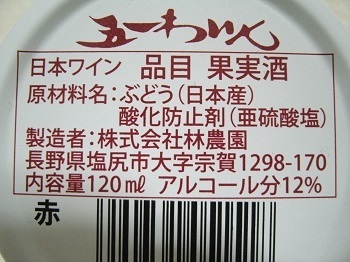 五一わいん
日本ワイン 品目 果実酒
原材料名：ぶどう（日本産）
酸化防止剤（亜硫酸塩）
製造者：株式会社林農園
長野県塩尻市大字宗賀1298-170
内容量120㎖ アルコール分12％
赤